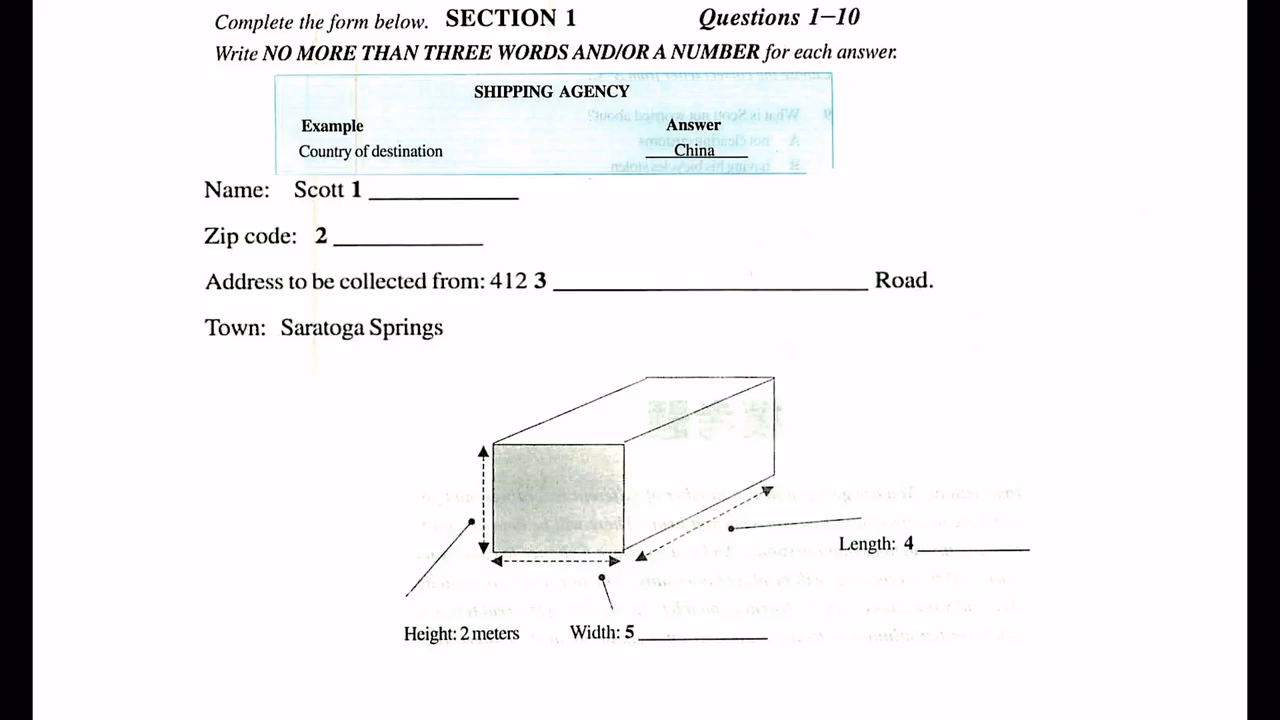 Complete the form below. SECTION 1 Questions 1–10
Write NO MORE THAN THREE WORDS AND/OR A NUMBER for each answer.
SHIPPING AGENCY
Example Answer
Country of destination China
Name: Scott 1
Zip code: 2
Address to be collected from: 412 3 Road.
Town: Saratoga Springs
Length: 4
Height: 2 meters Width: 5